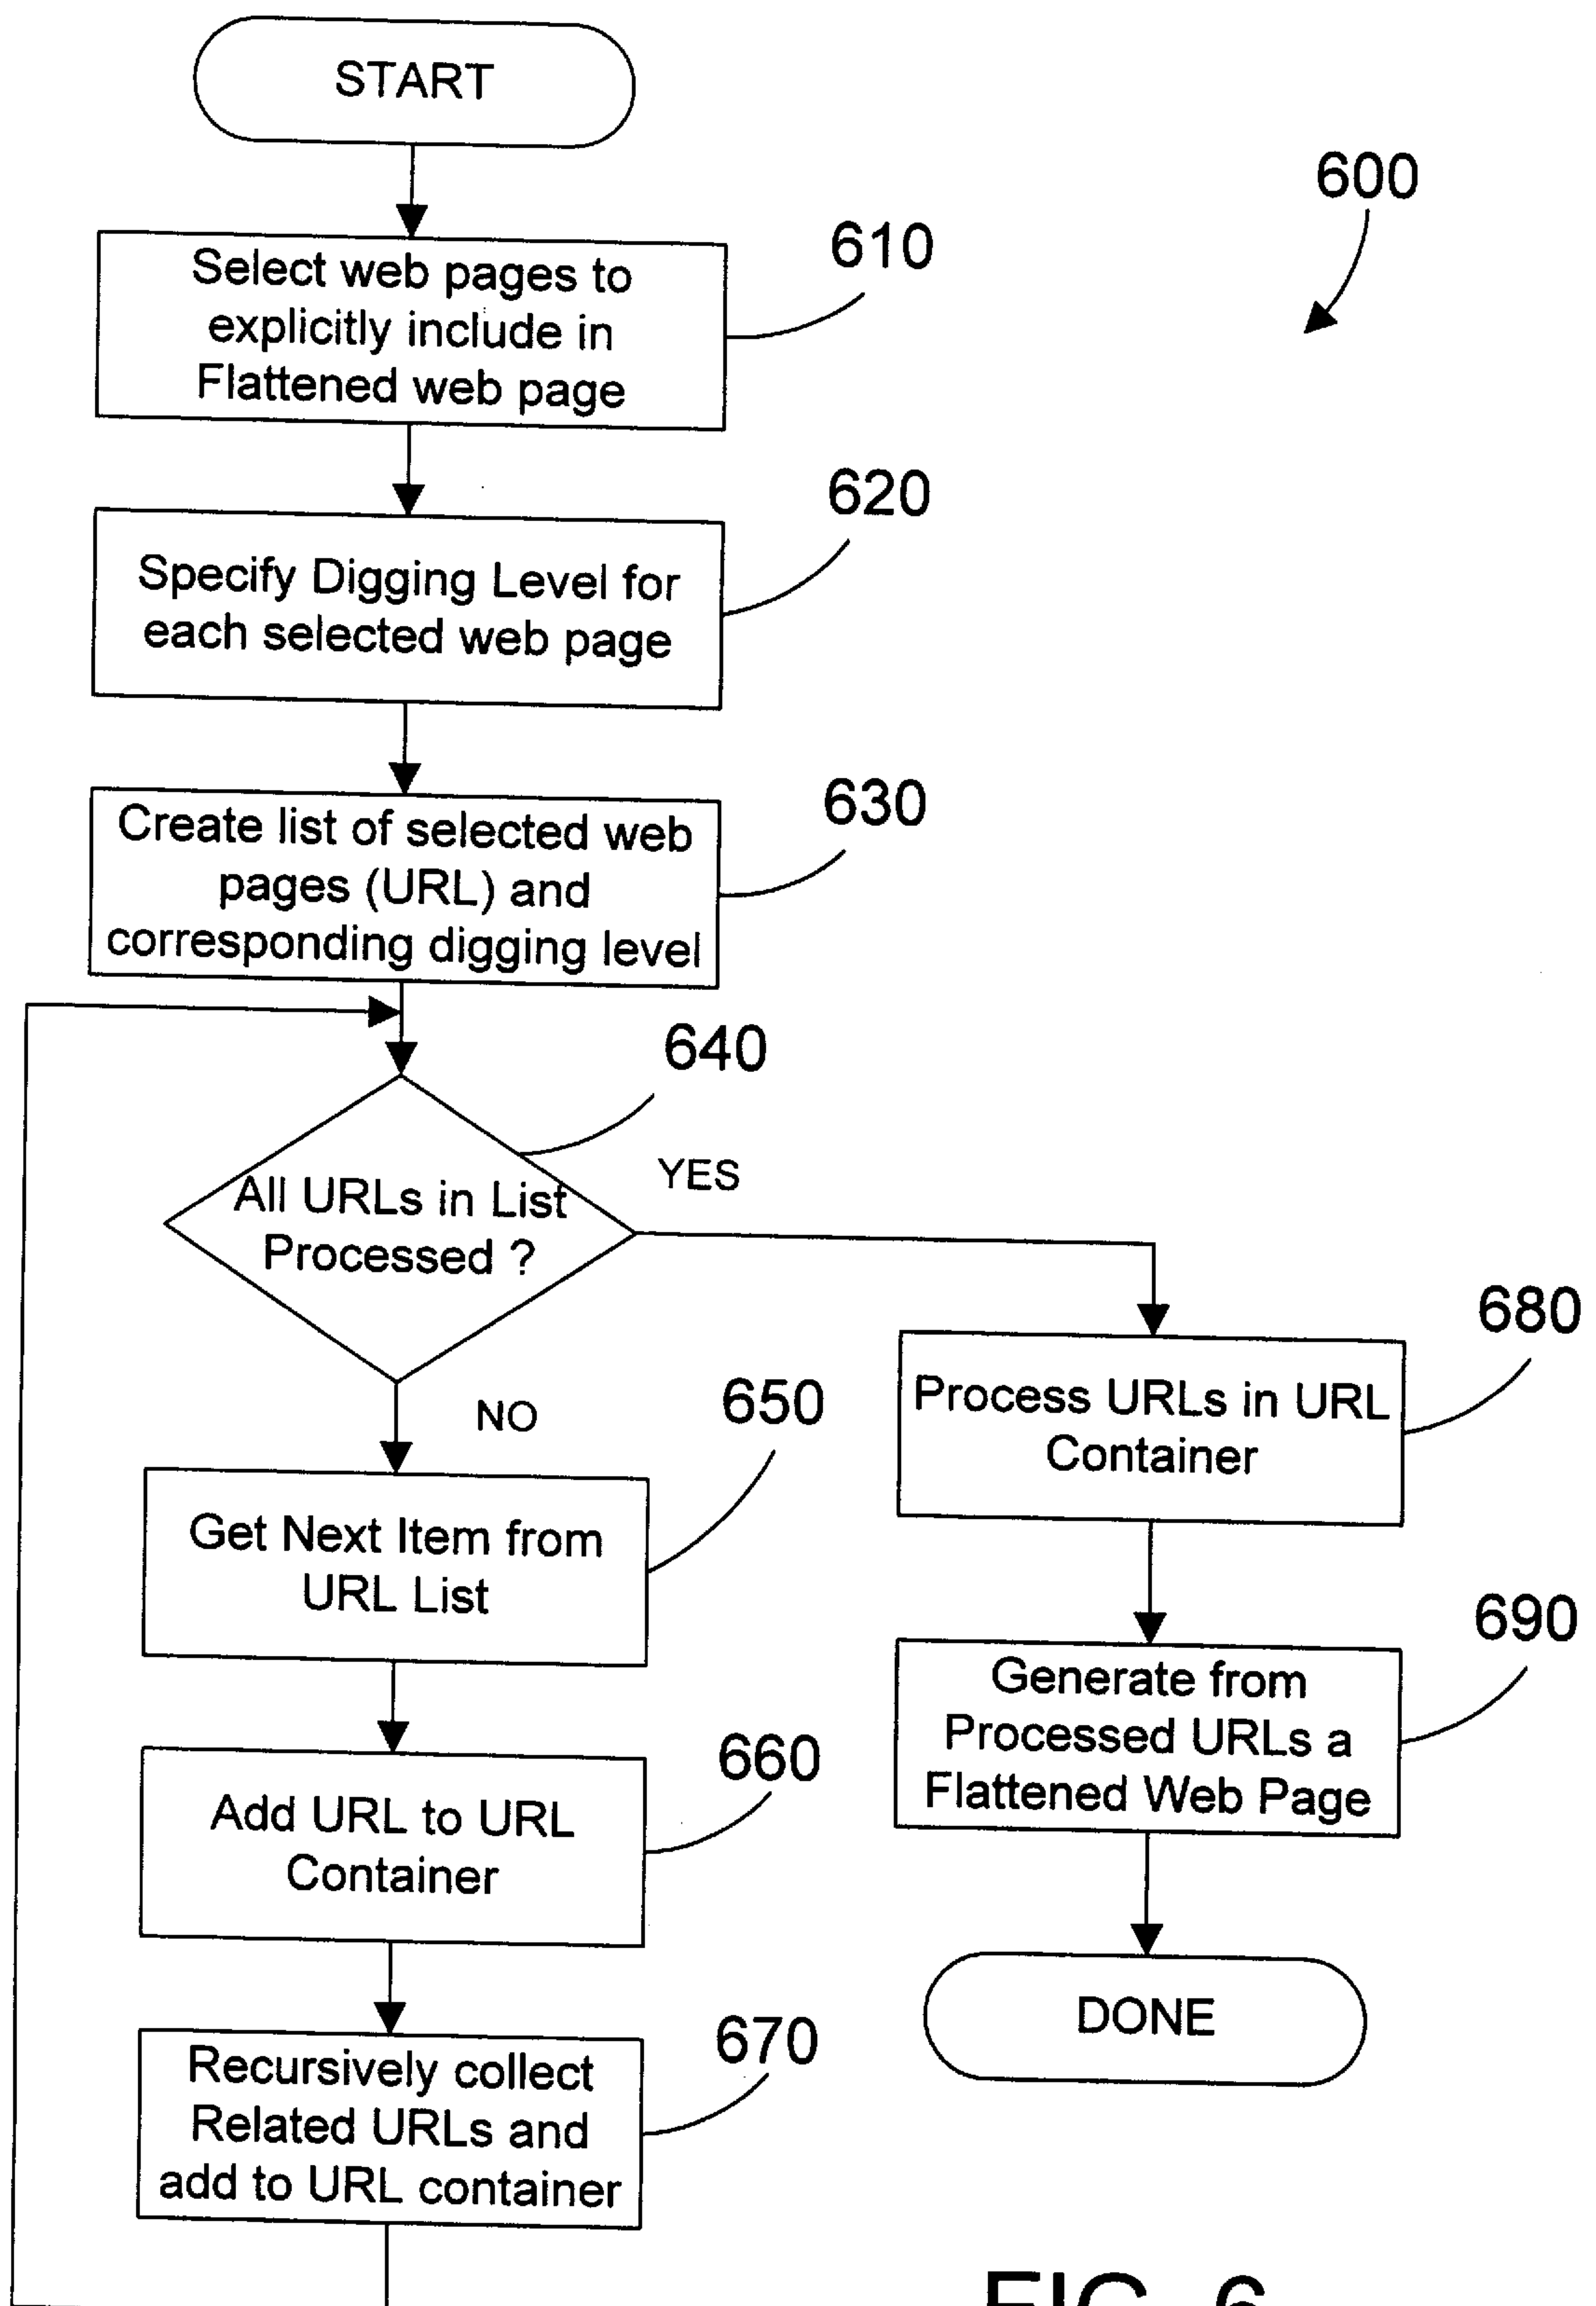 START
600
Select web pages to
explicitly include in
Flattened web page
610
Specify Digging Level for
each selected web page
620
Create list of selected web
pages (URL) and
corresponding digging level
630
640
All URLs in List
Processed ?
YES
NO
Get Next Item from
URL List
650
Add URL to URL
Container
660
Recursively collect
Related URLs and
add to URL container
670
Process URLs in URL
Container
680
Generate from
Processed URLs a
Flattened Web Page
690
DONE
FIG. 6